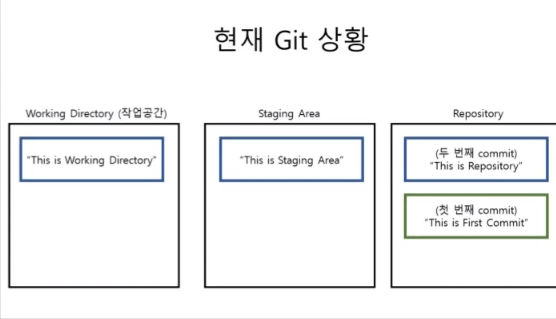 현재 Git 상황
Working Directory (작업공간)
Staging Area
Repository
"This is Working Directory"
"This is Staging Area"
(두 번째 commit)
"This is Repository"
(첫 번째 commit)
"This is First Commit"